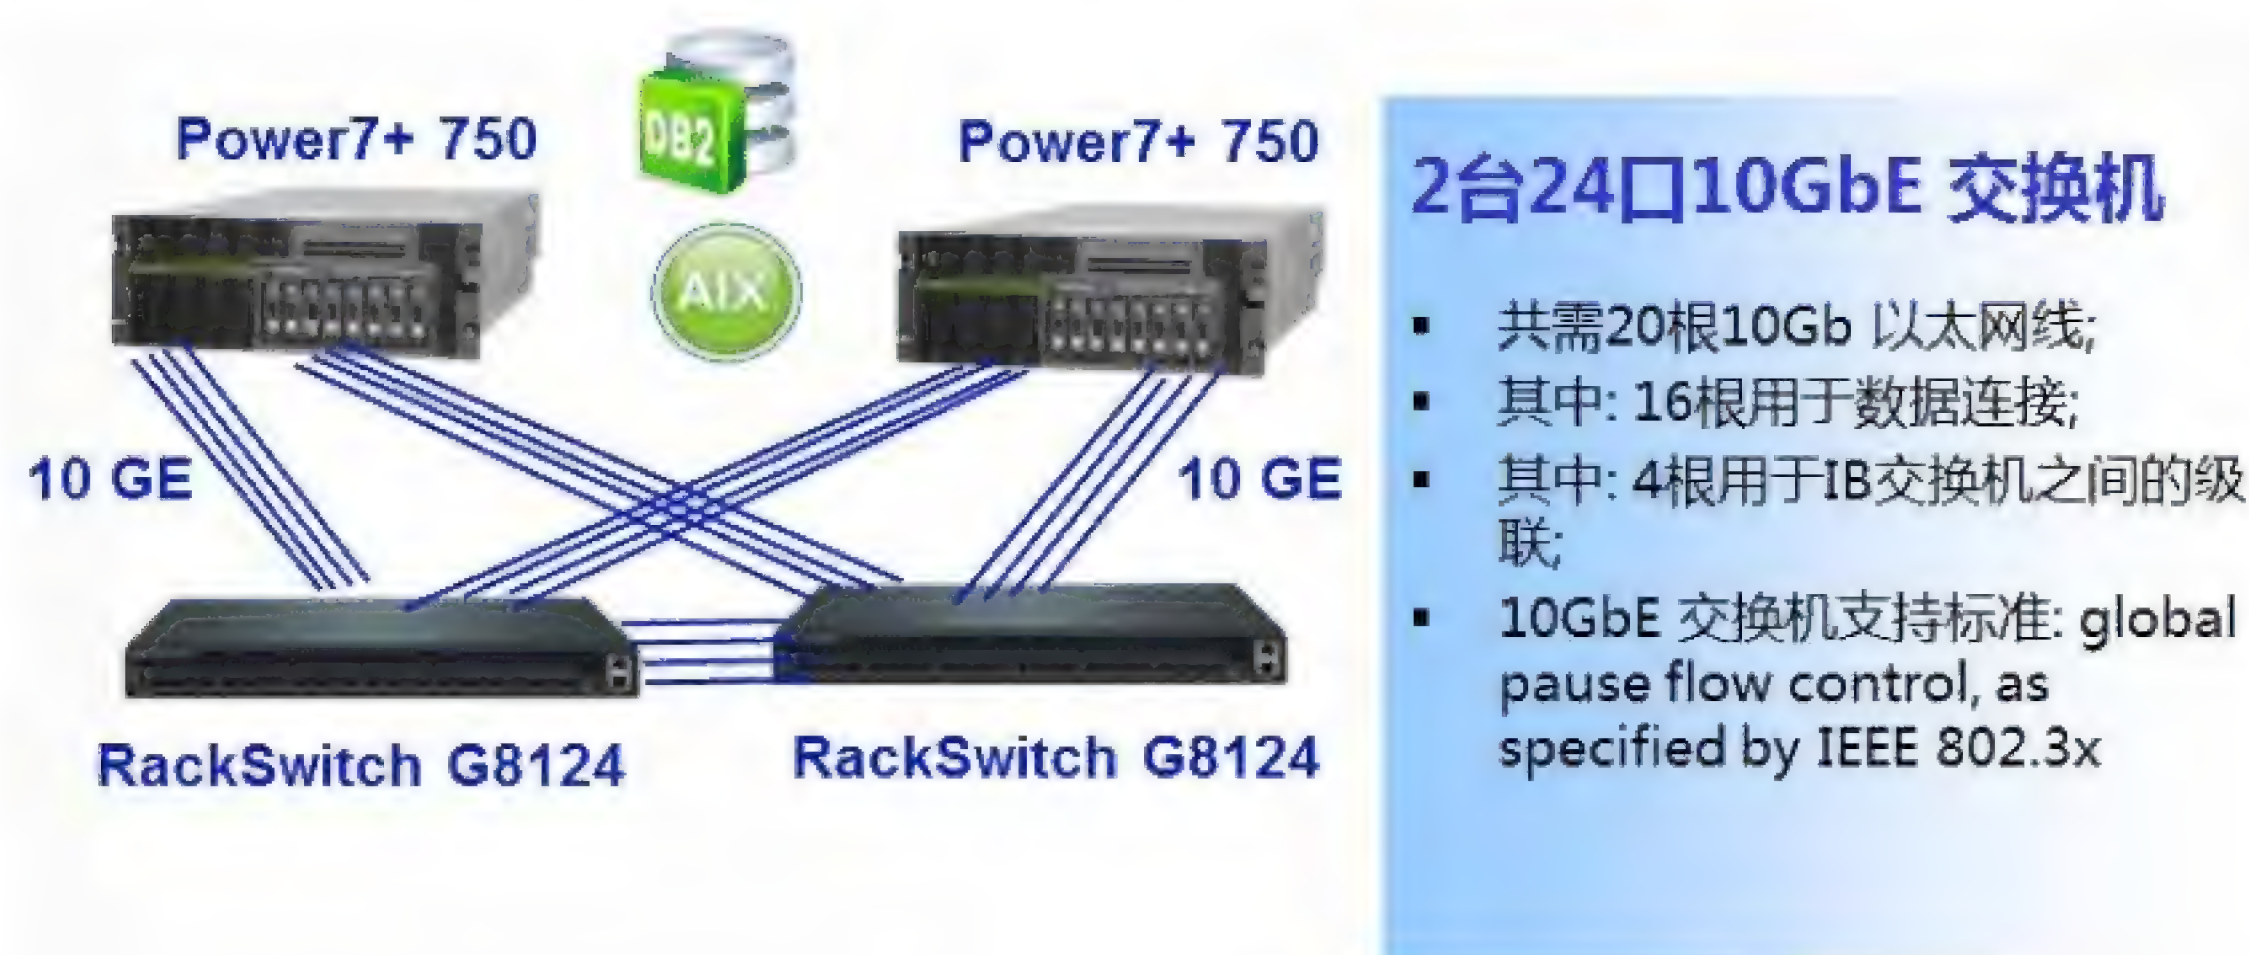 Power7+ 750
DB2
Power7+ 750
AIX
10 GE
10 GE
RackSwitch G8124
RackSwitch G8124
2台24口10GbE 交换机
▪ 共需20根10Gb 以太网线;
▪ 其中: 16根用于数据连接;
▪ 其中: 4根用于IB交换机之间的级
联;
▪ 10GbE 交换机支持标准: global
pause flow control, as
specified by IEEE 802.3x